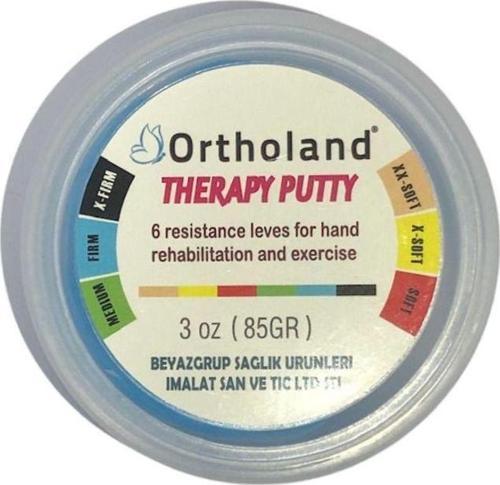 Ortholand®
THERAPY PUTTY
6 resistance leves for hand
rehabilitation and exercise
X-FIRM
FIRM
MEDIUM
XX-SOFT
X-SOFT
SOFT
3 oz ( 85GR )
BEYAZGRUP SAGLIK URUNLERI
IMALAT SAN VE TIC LTD STI